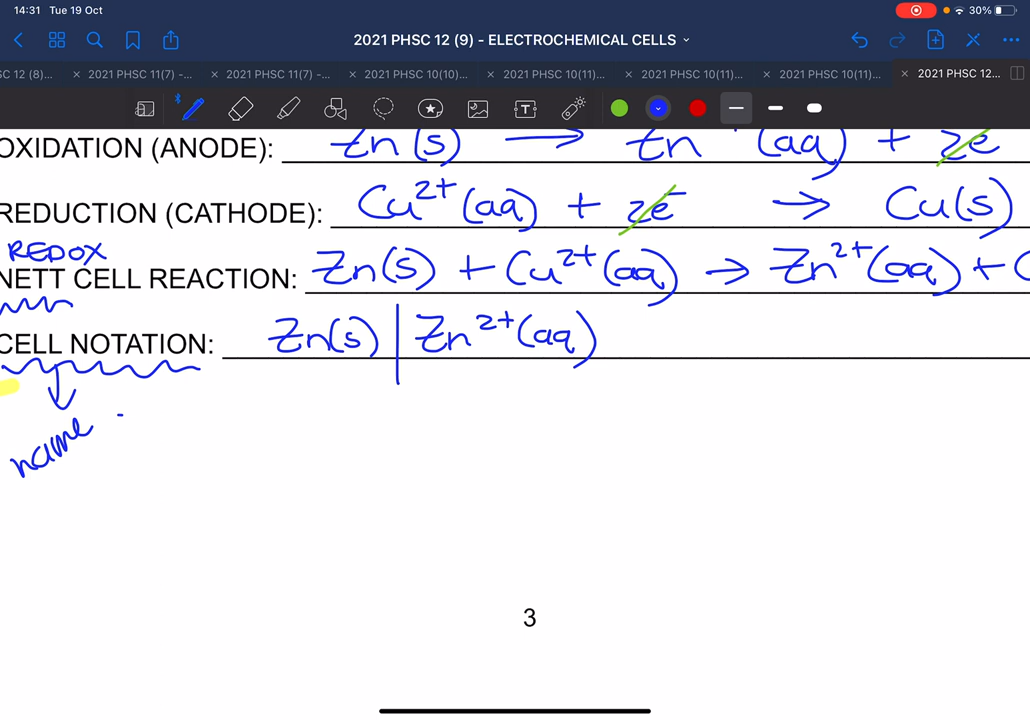 14:31 Tue 19 Oct 30%
2021 PHSC 12 (9) - ELECTROCHEMICAL CELLS
SC 12 (8)... × 2021 PHSC 11(7) -... × 2021 PHSC 11(7) -... × 2021 PHSC 10(10)... × 2021 PHSC 10(11)... × 2021 PHSC 10(11)... × 2021 PHSC 10(11)... × 2021 PHSC 12...
OXIDATION (ANODE): Zn(s) → Zn (aq) + 2e
REDUCTION (CATHODE): Cu²⁺(aq) + 2e⁻ → Cu(s)
REDOX
NETT CELL REACTION: Zn(s) + Cu²⁺(aq) → Zn²⁺(aq) + C
CELL NOTATION: Zn(s) | Zn²⁺(aq)
name
3